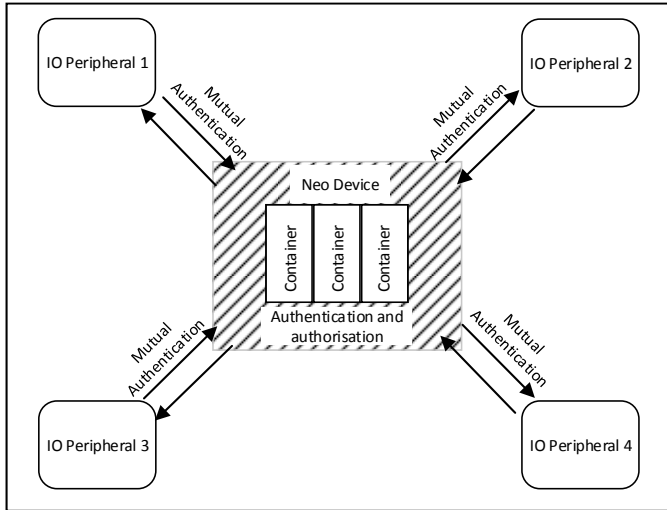 IO Peripheral 1
IO Peripheral 2
Mutual
Authentication
Mutual
Authentication
Neo Device
Container
Container
Container
Authentication and
authorisation
Mutual
Authentication
Mutual
Authentication
IO Peripheral 3
IO Peripheral 4